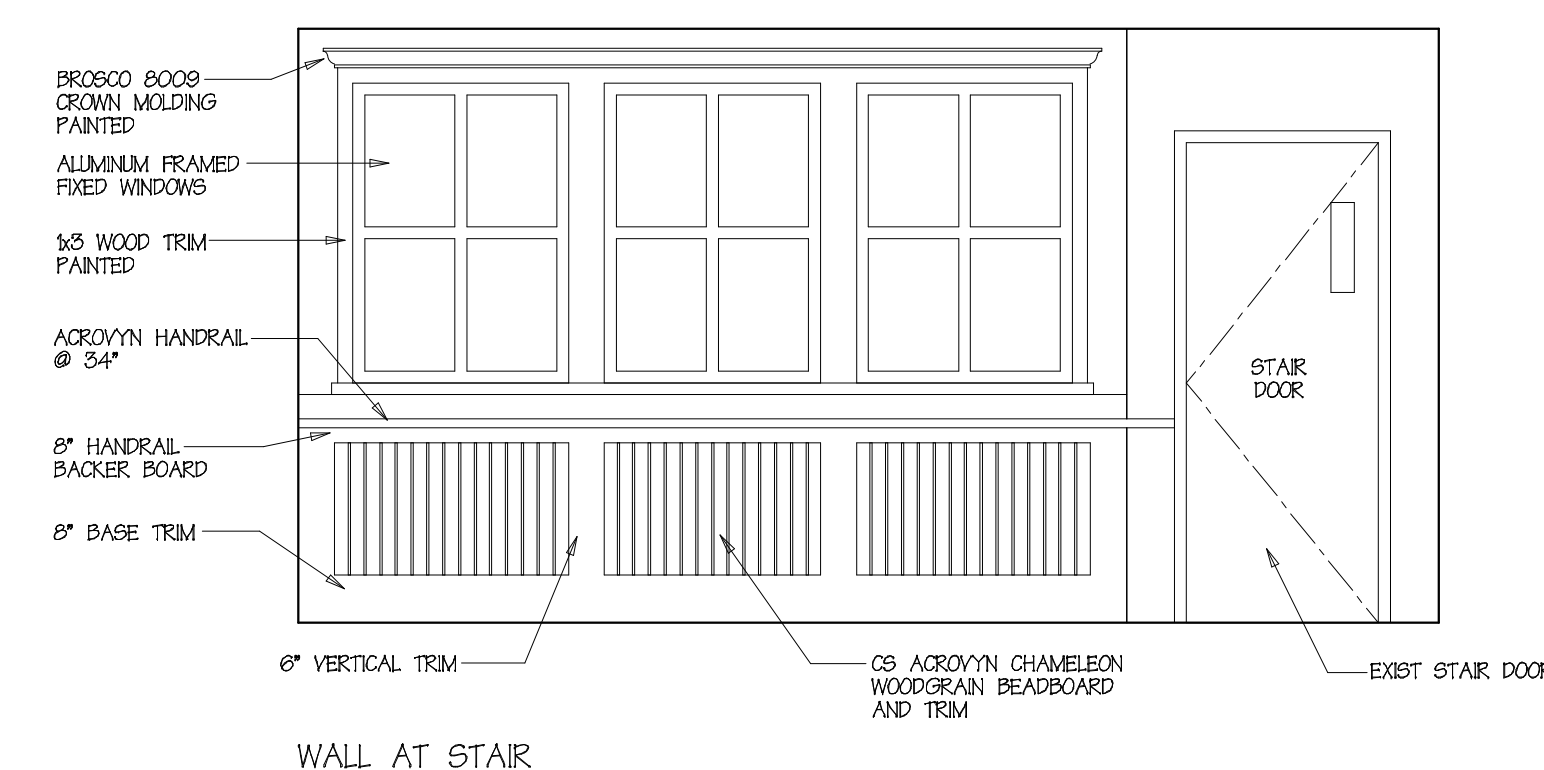 BROSCO 8009
CROWN MOLDING
PAINTED
ALUMINUM FRAMED
FIXED WINDOWS
1x3 WOOD TRIM
PAINTED
ACROVYN HANDRAIL
@ 34"
8" HANDRAIL
BACKER BOARD
8" BASE TRIM
STAIR
DOOR
6" VERTICAL TRIM
CS ACROVYN CHAMELEON
WOODGRAIN BEADBOARD
AND TRIM
EXIST STAIR DOOR
WALL AT STAIR